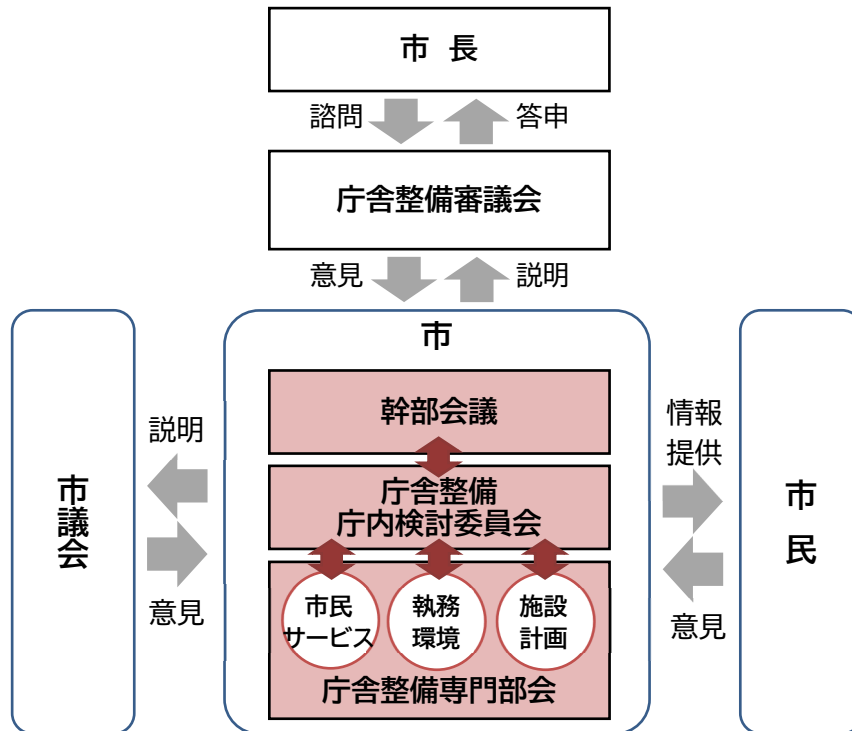 市 長
諮問
答申
庁舎整備審議会
意見
説明
市
幹部会議
庁舎整備
庁内検討委員会
市民
サービス
執務
環境
施設
計画
庁舎整備専門部会
説明
市議会
意見
情報
提供
市民
意見